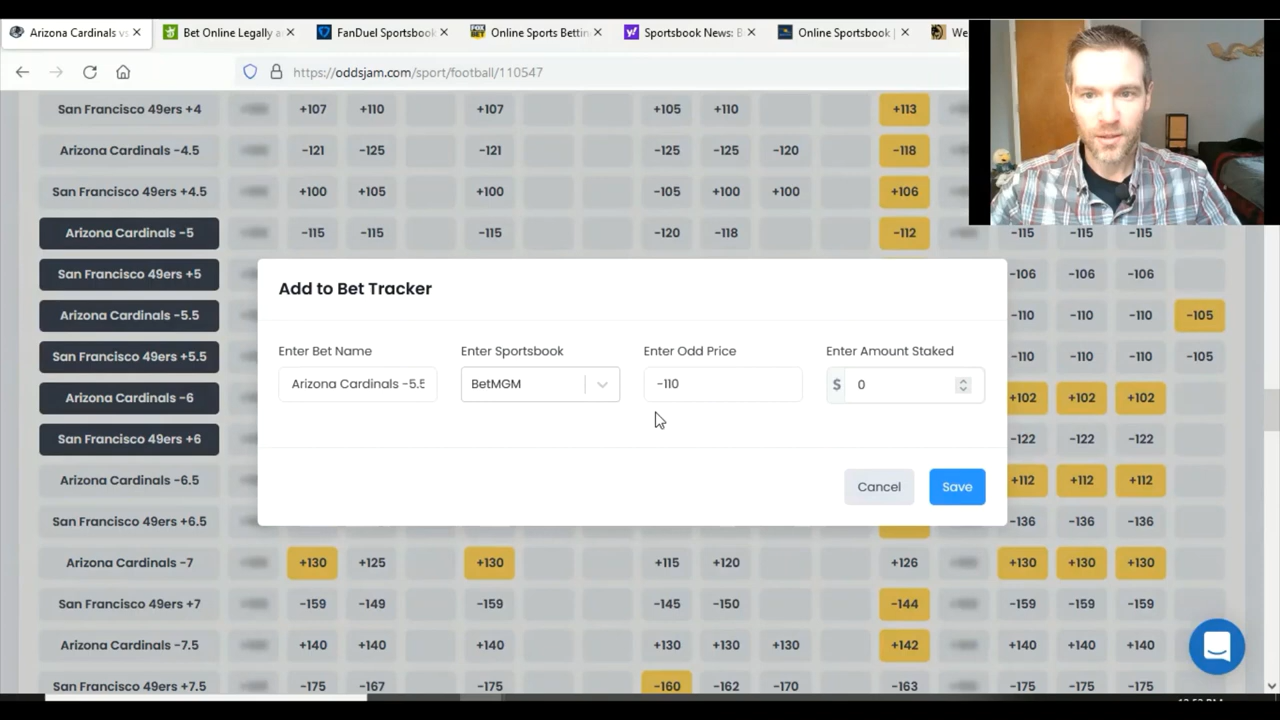 Arizona Cardinals vs
Bet Online Legally a
FanDuel Sportsbook
FOX BET Online Sports Bettin
Sportsbook News: B
Online Sportsbook |
We
https://oddsjam.com/sport/football/110547
San Francisco 49ers +4 +107 +110 +107 +105 +110 +113
Arizona Cardinals -4.5 -121 -125 -121 -125 -125 -120 -118
San Francisco 49ers +4.5 +100 +105 +100 -105 +100 +100 +106
Arizona Cardinals -5 -115 -115 -115 -120 -118 -112 -115 -115 -115
San Francisco 49ers +5 -106 -106 -106
Arizona Cardinals -5.5 -110 -110 -110 -105
San Francisco 49ers +5.5 -110 -110 -110 -105
Arizona Cardinals -6 +102 +102 +102
San Francisco 49ers +6 -122 -122 -122
Arizona Cardinals -6.5 +112 +112 +112
San Francisco 49ers +6.5 -136 -136 -136
Arizona Cardinals -7 +130 +125 +130 +115 +120 +126 +130 +130 +130
San Francisco 49ers +7 -159 -149 -159 -145 -150 -144 -159 -159 -159
Arizona Cardinals -7.5 +140 +140 +140 +130 +130 +130 +142 +140 +140 +140
San Francisco 49ers +7.5 -175 -167 -175 -160 -162 -170 -163 -175 -175 -175
Add to Bet Tracker
Enter Bet Name Enter Sportsbook Enter Odd Price Enter Amount Staked
Arizona Cardinals -5.5 BetMGM -110 $ 0
Cancel Save